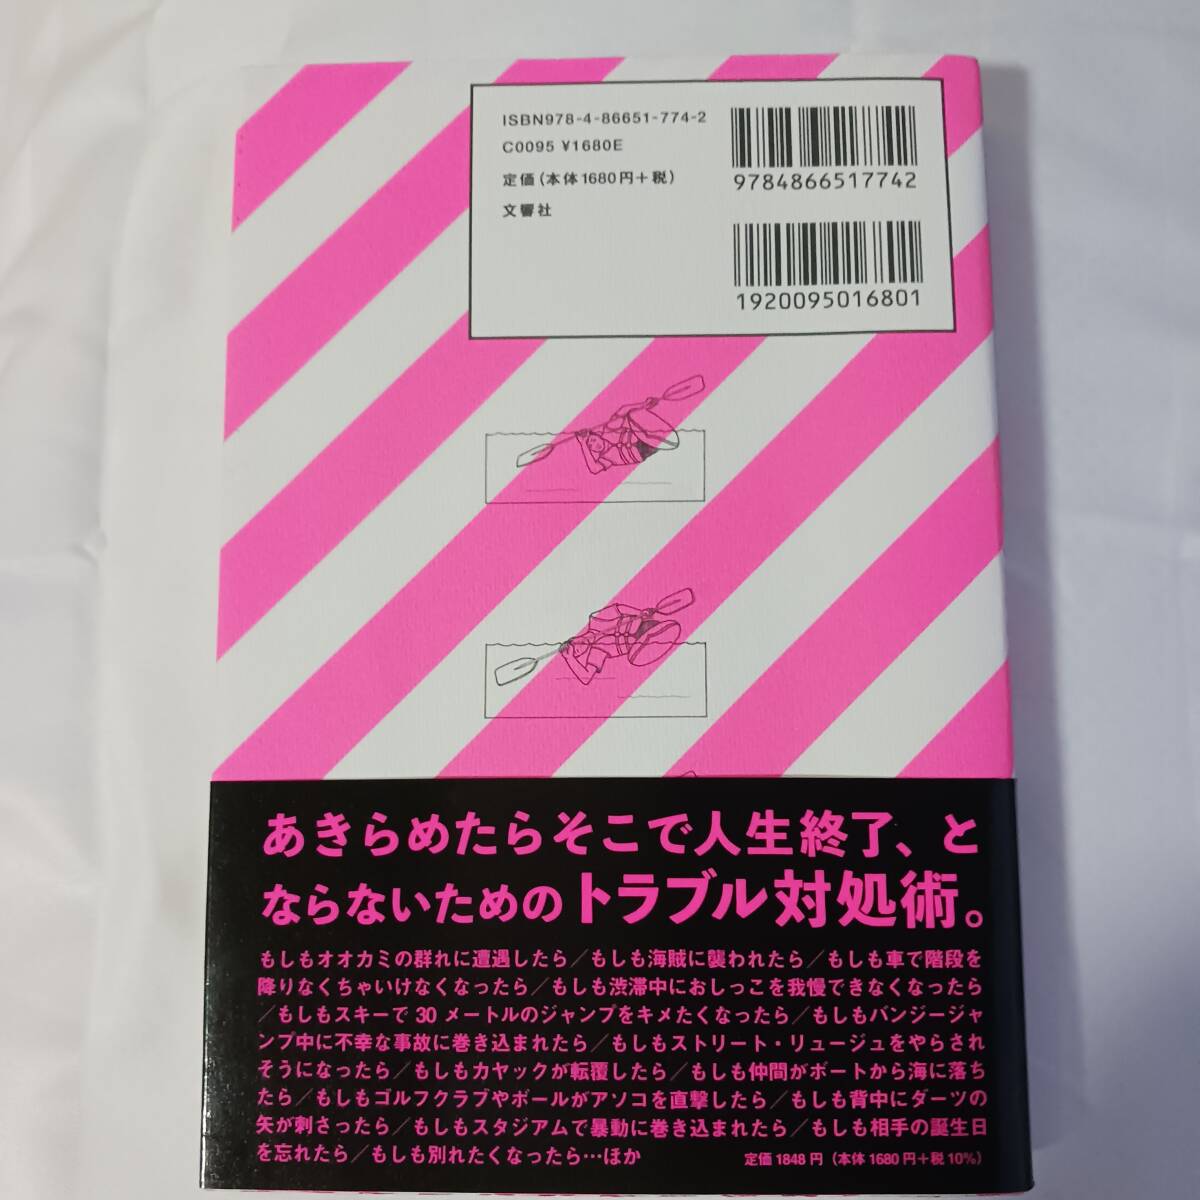 ISBN978-4-86651-774-2
C0095 ¥1680E
定価(本体1680円+税)
文響社
9784866517742
1920095016801
あきらめたらそこで人生終了、と
ならないためのトラブル対処術。
もしもオオカミの群れに遭遇したら／もしも海賊に襲われたら／もしも車で階段を
降りなくちゃいけなくなったら／もしも渋滞中におしっこを我慢できなくなったら
／もしもスキーで30メートルのジャンプをキメたくなったら／もしもバンジージャ
ンプ中に不幸な事故に巻き込まれたら／もしもストリート・リュージュをやらされ
そうになったら／もしもカヤックが転覆したら／もしも仲間がボートから海に落ち
たら／もしもゴルフクラブやボールがアソコを直撃したら／もしも背中にダーツの
矢が刺さったら／もしもスタジアムで暴動に巻き込まれたら／もしも相手の誕生日
を忘れたら／もしも別れたくなったら…ほか
定価1848円(本体1680円+税10%)